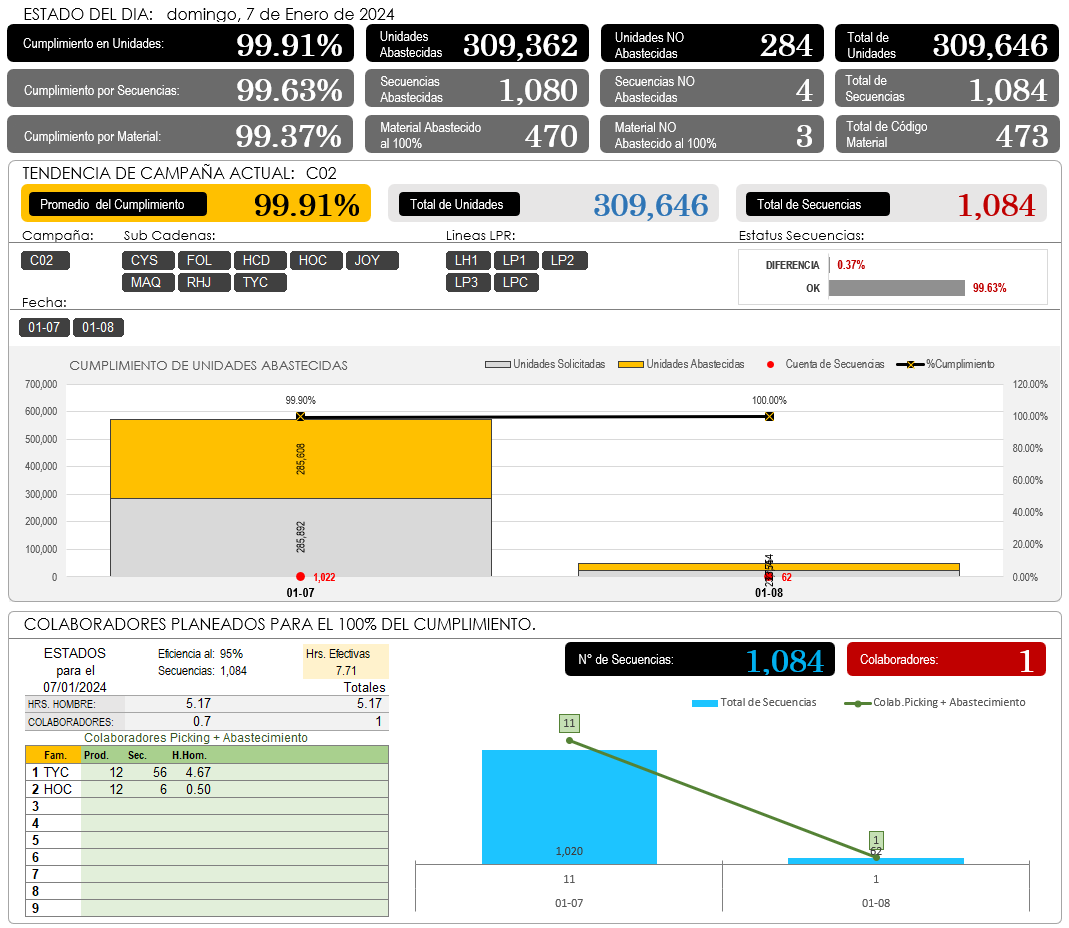 ESTADO DEL DIA: domingo, 7 de Enero de 2024
Cumplimiento en Unidades: 99.91%
Unidades Abastecidas 309,362
Unidades NO Abastecidas 284
Total de Unidades 309,646
Cumplimiento por Secuencias: 99.63%
Secuencias Abastecidas 1,080
Secuencias NO Abastecidas 4
Total de Secuencias 1,084
Cumplimiento por Material: 99.37%
Material Abastecido al 100% 470
Material NO Abastecido al 100% 3
Total de Código Material 473
TENDENCIA DE CAMPAÑA ACTUAL: C02
Promedio del Cumplimiento 99.91%
Total de Unidades 309,646
Total de Secuencias 1,084
Campaña: Sub Cadenas: Lineas LPR: Estatus Secuencias:
C02 CYS FOL HCD HOC JOY LH1 LP1 LP2
MAQ RHJ TYC LP3 LPC
DIFERENCIA 0.37%
OK 99.63%
Fecha:
01-07 01-08
CUMPLIMIENTO DE UNIDADES ABASTECIDAS
Unidades Solicitadas Unidades Abastecidas Cuenta de Secuencias %Cumplimiento
700,000 120.00%
600,000 100.00%
500,000 80.00%
400,000 60.00%
300,000
200,000 40.00%
100,000 20.00%
0 0.00%
99.90% 100.00%
285,608
285,892
1,022 62
01-07 01-08
COLABORADORES PLANEADOS PARA EL 100% DEL CUMPLIMIENTO.
ESTADOS Eficiencia al: 95% Hrs. Efectivas
para el Secuencias: 1,084 7.71
07/01/2024 Totales
HRS. HOMBRE: 5.17 5.17
COLABORADORES: 0.7 1
Colaboradores Picking + Abastecimiento
Fam. Prod. Sec. H.Hom.
1 TYC 12 56 4.67
2 HOC 12 6 0.50
3
4
5
6
7
8
9
N° de Secuencias: 1,084
Colaboradores: 1
Total de Secuencias Colab.Picking + Abastecimiento
11
1
62
1,020
11 1
01-07 01-08